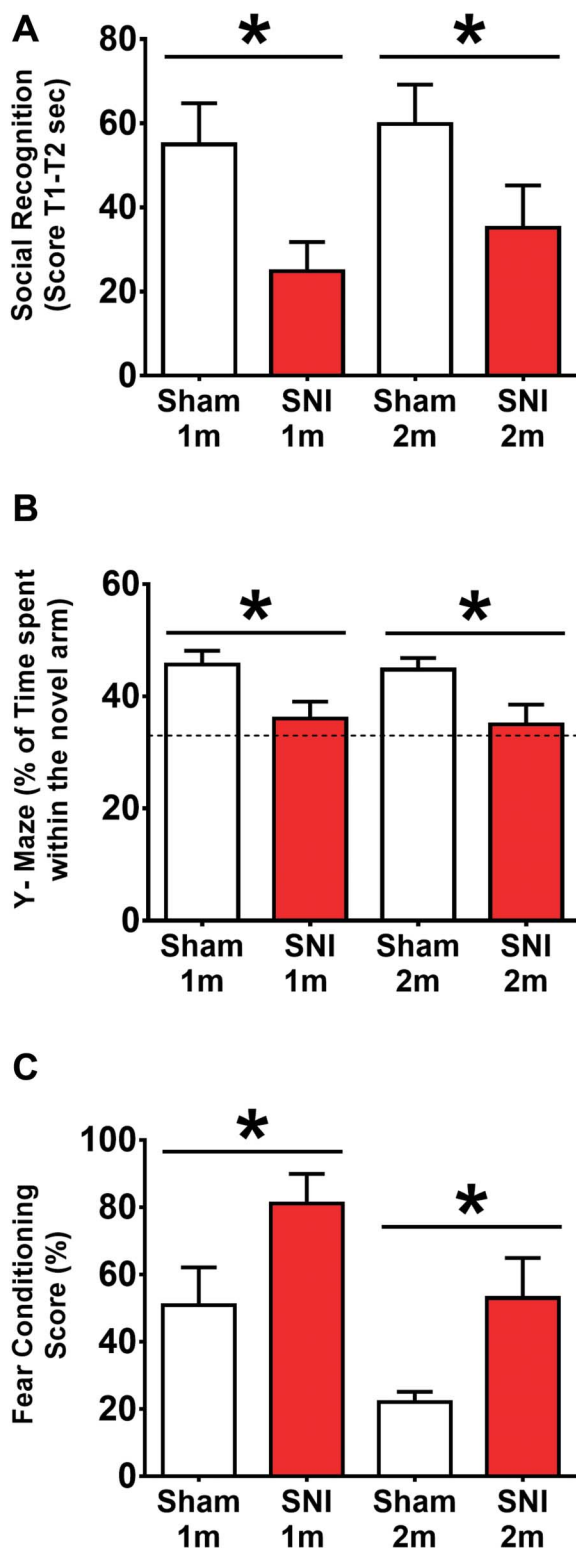 A
Social Recognition
(Score T1-T2 sec)
80
60
40
20
0
*
*
Sham
1m
SNI
1m
Sham
2m
SNI
2m
B
Y- Maze (% of Time spent
within the novel arm)
60
40
20
0
*
*
Sham
1m
SNI
1m
Sham
2m
SNI
2m
C
Fear Conditioning
Score (%)
100
80
60
40
20
0
*
*
Sham
1m
SNI
1m
Sham
2m
SNI
2m